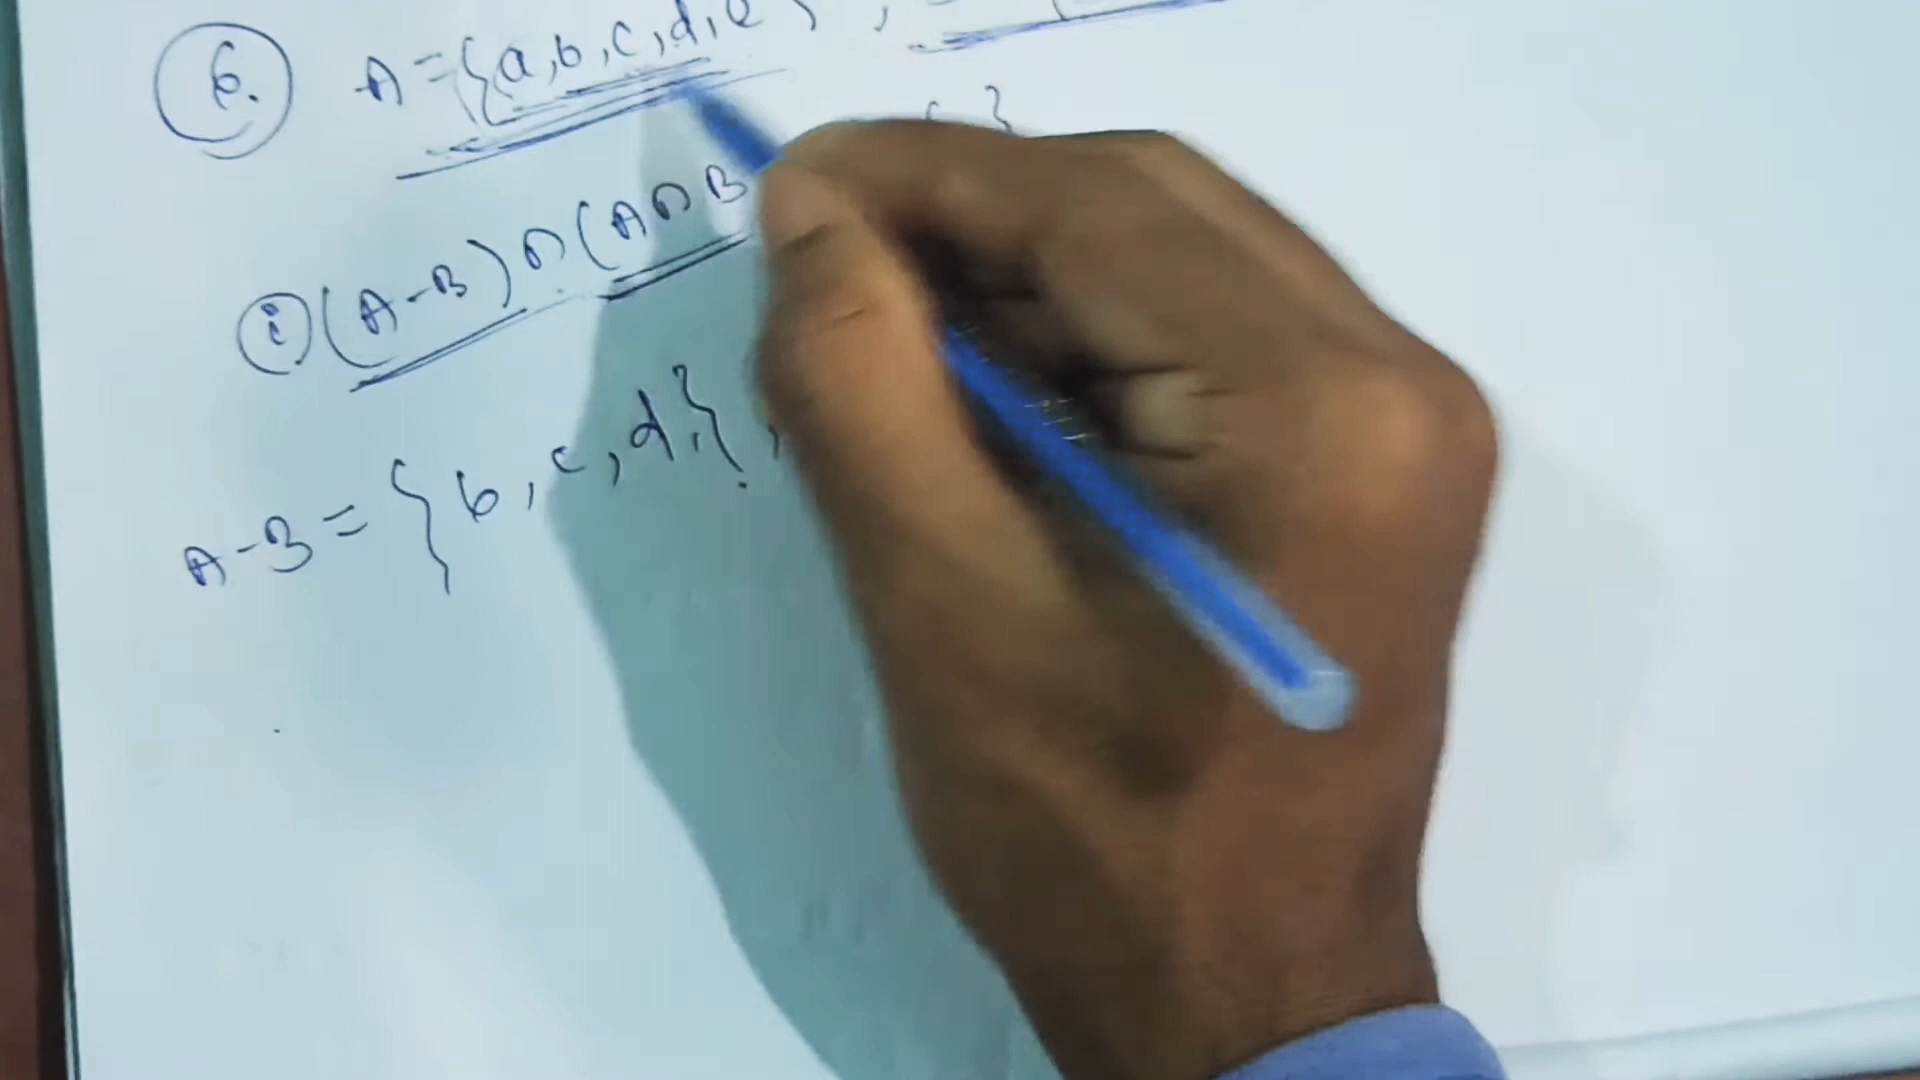 6. A = {a, b, c, d, e } ,
}
i (A - B) ∩ (A ∩ B
A - B = { b, c, d, } ,